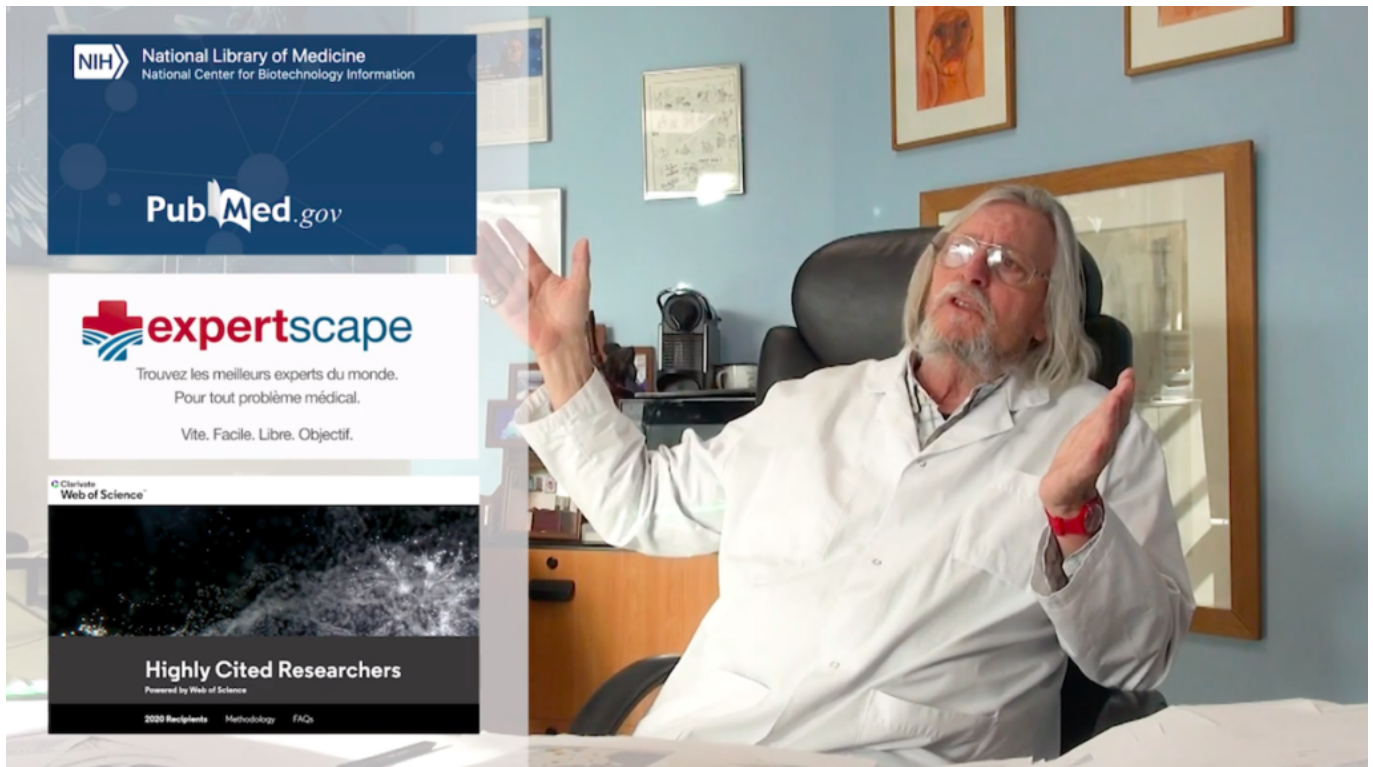 NIH
National Library of Medicine
National Center for Biotechnology Information
PubMed.gov
expertscape
Trouvez les meilleurs experts du monde.
Pour tout problème médical.
Vite. Facile. Libre. Objectif.
Clarivate
Web of Science™
Highly Cited Researchers
Powered by Web of Science
2020 Recipients Methodology FAQs